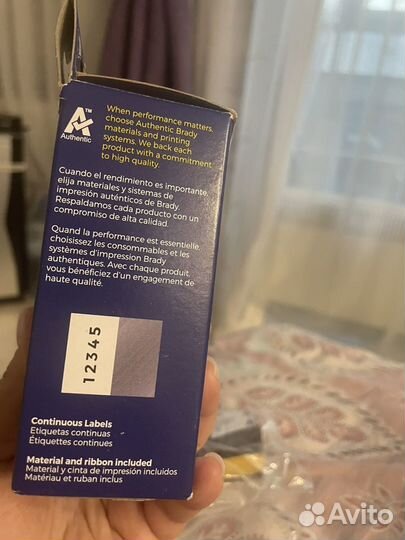 A™
Authentic
When performance matters,
choose Authentic Brady
materials and printing
systems. We back each
product with a commitment
to high quality.
Cuando el rendimiento es importante,
elija materiales y sistemas de
impresión auténticos de Brady.
Respaldamos cada producto con un
compromiso de alta calidad.
Quand la performance est essentielle,
choisissez les consommables et les
systèmes d'impression Brady
authentiques. Avec chaque produit,
vous bénéficiez d'un engagement de
haute qualité.
12345
Continuous Labels
Etiquetas continuas
Étiquettes continues
Material and ribbon included
Material y cinta de impresión incluidos
Matériau et ruban inclus
Avito